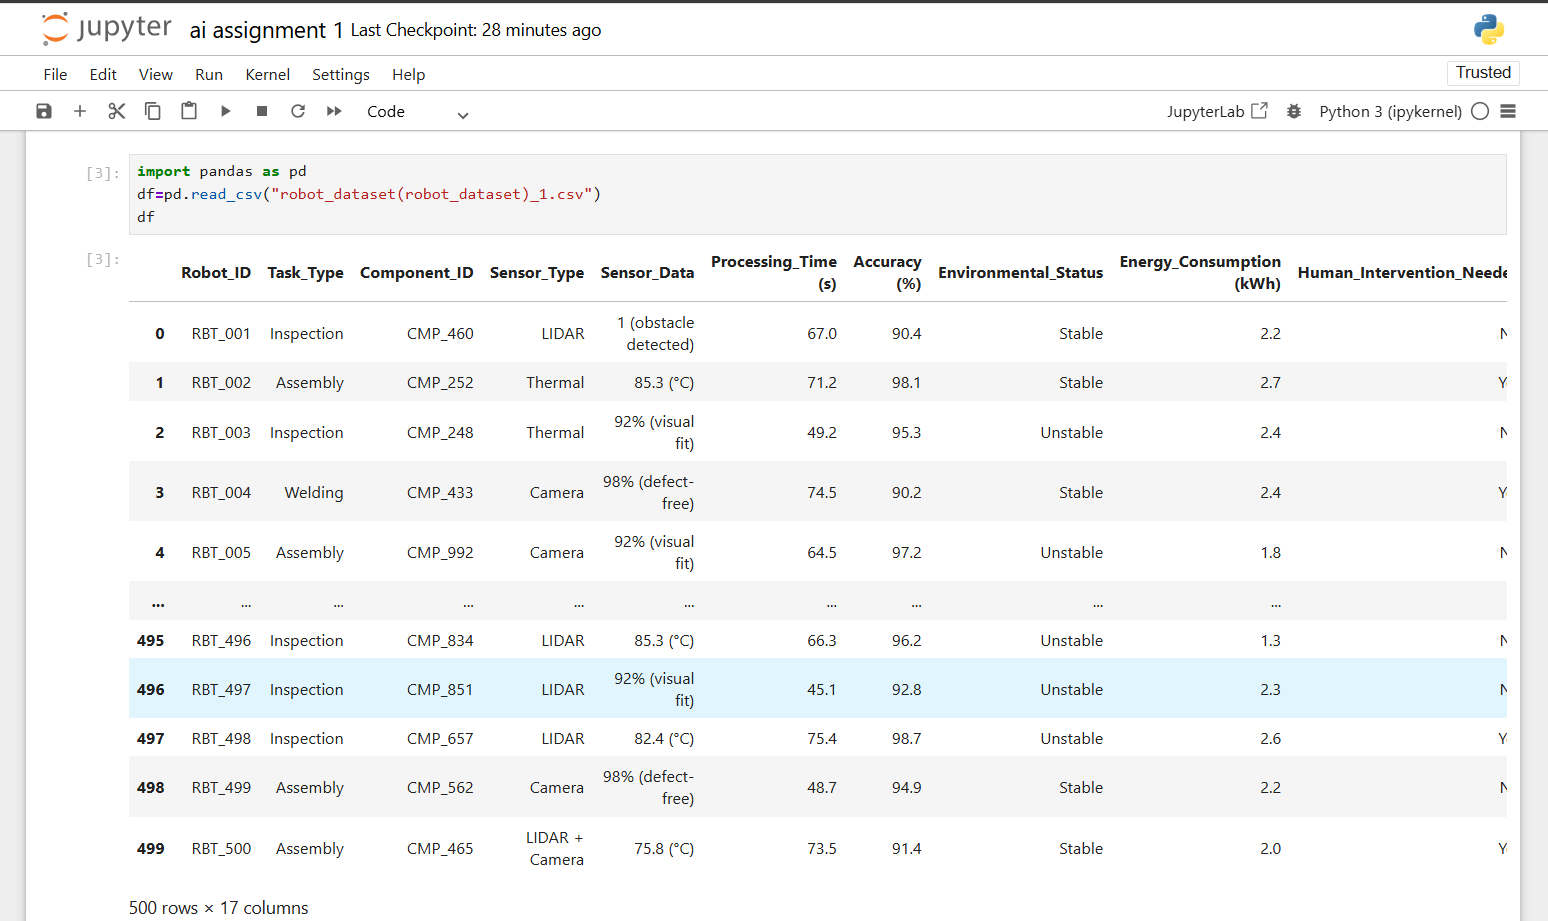 jupyter ai assignment 1 Last Checkpoint: 28 minutes ago
File Edit View Run Kernel Settings Help Trusted
Code JupyterLab Python 3 (ipykernel)
[3]: import pandas as pd
df=pd.read_csv("robot_dataset(robot_dataset)_1.csv")
df
[3]:
Robot_ID Task_Type Component_ID Sensor_Type Sensor_Data Processing_Time (s) Accuracy (%) Environmental_Status Energy_Consumption (kWh) Human_Intervention_Neede
0 RBT_001 Inspection CMP_460 LIDAR 1 (obstacle detected) 67.0 90.4 Stable 2.2 N
1 RBT_002 Assembly CMP_252 Thermal 85.3 (°C) 71.2 98.1 Stable 2.7 Y
2 RBT_003 Inspection CMP_248 Thermal 92% (visual fit) 49.2 95.3 Unstable 2.4 N
3 RBT_004 Welding CMP_433 Camera 98% (defect-free) 74.5 90.2 Stable 2.4 Y
4 RBT_005 Assembly CMP_992 Camera 92% (visual fit) 64.5 97.2 Unstable 1.8 N
... ... ... ... ... ... ... ... ... ...
495 RBT_496 Inspection CMP_834 LIDAR 85.3 (°C) 66.3 96.2 Unstable 1.3 N
496 RBT_497 Inspection CMP_851 LIDAR 92% (visual fit) 45.1 92.8 Unstable 2.3 N
497 RBT_498 Inspection CMP_657 LIDAR 82.4 (°C) 75.4 98.7 Unstable 2.6 Y
498 RBT_499 Assembly CMP_562 Camera 98% (defect-free) 48.7 94.9 Stable 2.2 N
499 RBT_500 Assembly CMP_465 LIDAR + Camera 75.8 (°C) 73.5 91.4 Stable 2.0 Y
500 rows × 17 columns